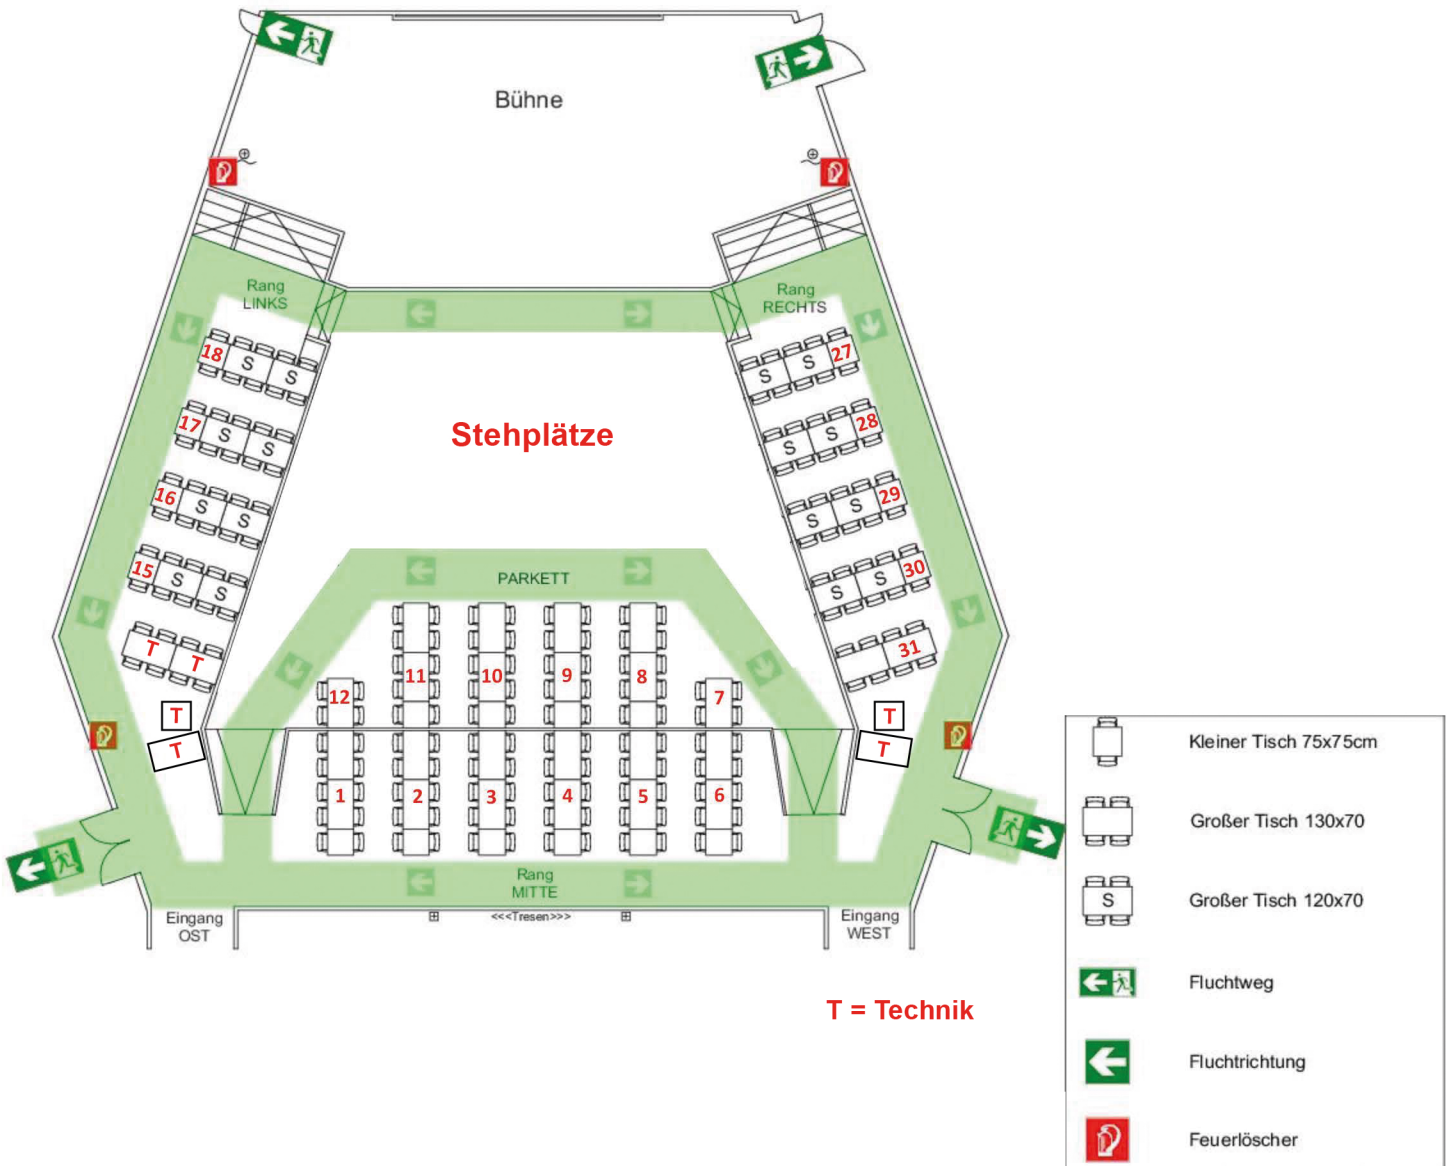 Bühne
Rang
LINKS
Rang
RECHTS
18
S
S
S
S
27
17
S
S
S
S
28
Stehplätze
16
S
S
S
S
29
15
S
S
S
S
30
PARKETT
T
T
31
12
11
10
9
8
7
T
T
T
T
1
2
3
4
5
6
Rang
MITTE
Eingang
OST
<<<Tresen>>>
Eingang
WEST
T = Technik
Kleiner Tisch 75x75cm
Großer Tisch 130x70
S
Großer Tisch 120x70
Fluchtweg
Fluchtrichtung
Feuerlöscher